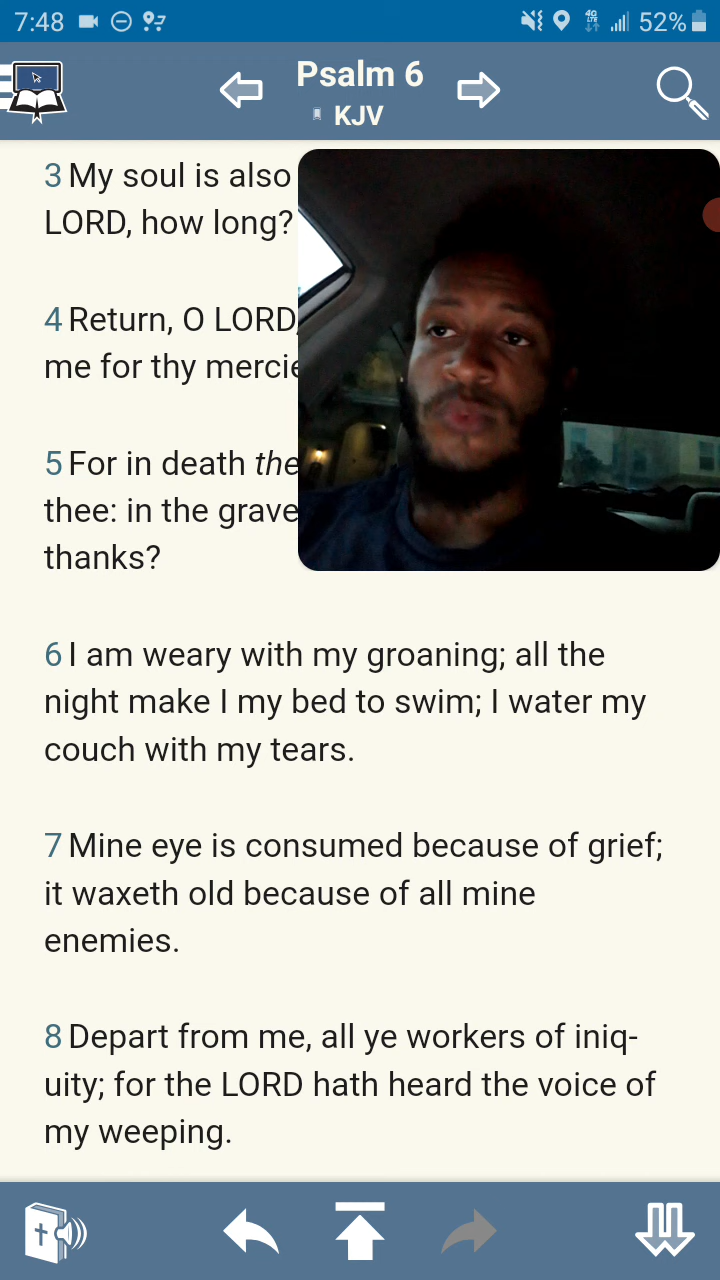 7:48
4G LTE 52%
Psalm 6
KJV
3 My soul is also
LORD, how long?
4 Return, O LORD,
me for thy mercie
5 For in death the
thee: in the grave
thanks?
6 I am weary with my groaning; all the
night make I my bed to swim; I water my
couch with my tears.
7 Mine eye is consumed because of grief;
it waxeth old because of all mine
enemies.
8 Depart from me, all ye workers of iniq-
uity; for the LORD hath heard the voice of
my weeping.